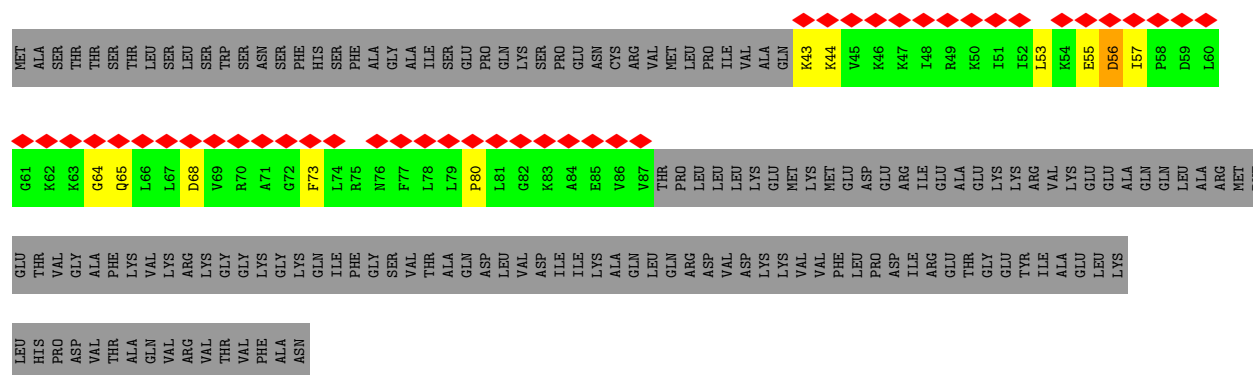 MET ALA SER THR THR SER THR LEU SER LEU SER TRP SER ASN SER PHE HIS SER PHE ALA GLY ALA ILE SER GLU PRO GLN LYS SER PRO GLU ASN CYS ARG VAL MET LEU PRO ILE VAL ALA GLN K43 K44 V45 K46 K47 I48 R49 K50 I51 I52 L53 K54 E55 D56 I57 P58 D59 L60
G61 K62 K63 G64 Q65 L66 L67 D68 V69 R70 A71 G72 F73 L74 R75 N76 F77 L78 L79 P80 L81 G82 K83 A84 E85 V86 V87 THR PRO LEU LEU LEU LYS GLU MET LYS MET GLU ASP GLU ARG ILE GLU ALA GLU LYS LYS ARG VAL LYS GLU GLU ALA GLN GLN LEU ALA ARG MET
GLU THR VAL GLY ALA PHE LYS VAL LYS ARG LYS GLY GLY LYS GLY LYS GLN ILE PHE GLY SER VAL THR ALA GLN ASP LEU VAL ASP ILE ILE LYS ALA GLN LEU GLN ARG ASP VAL ASP LYS LYS VAL VAL PHE LEU PRO ASP ILE ARG GLU THR GLY GLU TYR ILE ALA GLU LEU LYS
LEU HIS PRO ASP VAL THR ALA GLN VAL ARG VAL THR VAL PHE ALA ASN